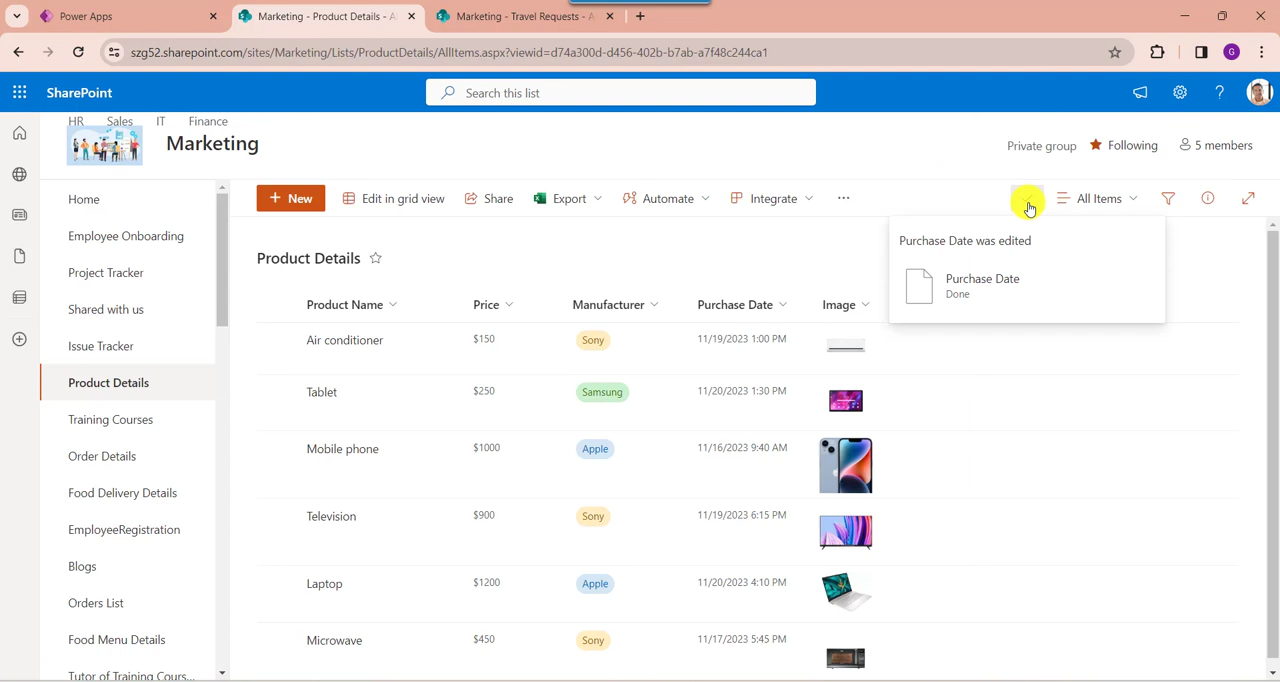 Power Apps
Marketing - Product Details - A
Marketing - Travel Requests - A
szg52.sharepoint.com/sites/Marketing/Lists/ProductDetails/AllItems.aspx?viewid=d74a300d-d456-402b-b7ab-a7f48c244ca1
G
SharePoint
Search this list
HR Sales IT Finance
Marketing
Private group Following 5 members
Home
Employee Onboarding
Project Tracker
Shared with us
Issue Tracker
Product Details
Training Courses
Order Details
Food Delivery Details
EmployeeRegistration
Blogs
Orders List
Food Menu Details
Tutor of Training Cours...
+ New Edit in grid view Share Export Automate Integrate ... All Items
Purchase Date was edited
Purchase Date
Done
Product Details
Product Name Price Manufacturer Purchase Date Image
Air conditioner $150 Sony 11/19/2023 1:00 PM
Tablet $250 Samsung 11/20/2023 1:30 PM
Mobile phone $1000 Apple 11/16/2023 9:40 AM
Television $900 Sony 11/19/2023 6:15 PM
Laptop $1200 Apple 11/20/2023 4:10 PM
Microwave $450 Sony 11/17/2023 5:45 PM